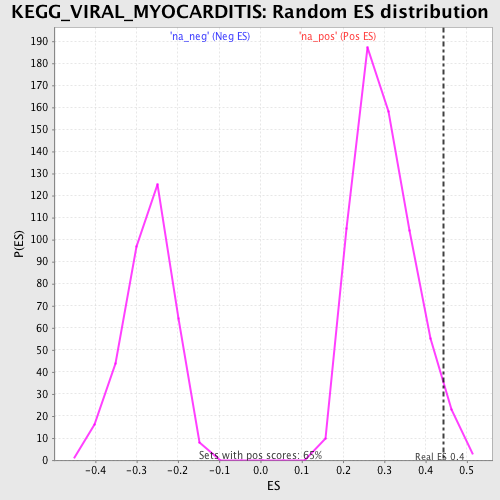 KEGG_VIRAL_MYOCARDITIS: Random ES distribution
'na_neg' (Neg ES) 'na_pos' (Pos ES)
190
180
170
160
150
140
130
120
110
100
90
80
70
60
50
40
30
20
10
0
P(ES)
Sets with pos scores: 65%
Real ES 0.4
-0.4 -0.3 -0.2 -0.1 0.0 0.1 0.2 0.3 0.4 0.5
ES